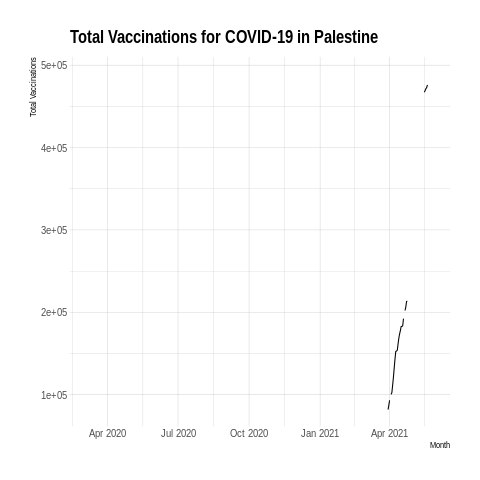 Total Vaccinations for COVID-19 in Palestine
Total Vaccinations
5e+05
4e+05
3e+05
2e+05
1e+05
Apr 2020 Jul 2020 Oct 2020 Jan 2021 Apr 2021
Month